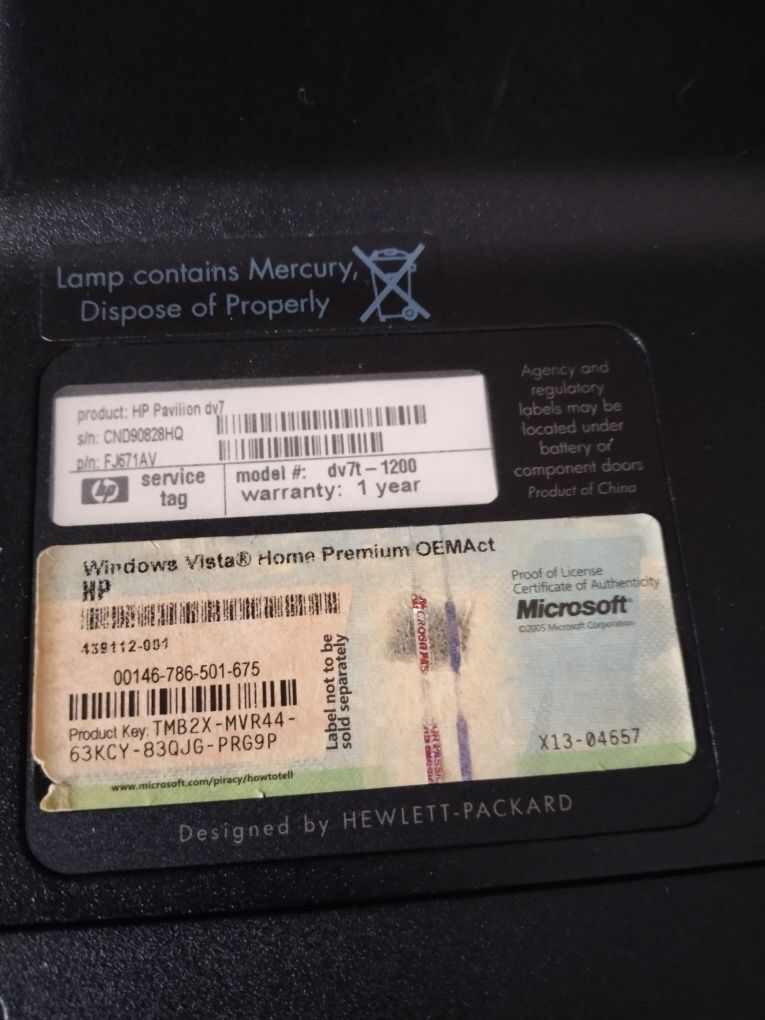 Lamp contains Mercury,
Dispose of Properly
product: HP Pavilion dv7
s/n: CND90828HQ
p/n: FJ671AV
hp
service
tag
model #: dv7t-1200
warranty: 1 year
Agency and
regulatory
labels may be
located under
battery or
component doors
Product of China
Windows Vista® Home Premium OEMAct
HP
439112-001
00146-786-501-675
Product Key: TMB2X-MVR44-
63KCY-83QJG-PRG9P
www.microsoft.com/piracy/howtotell
Label not to be
sold separately
Proof of License
Certificate of Authenticity
Microsoft®
©2005 Microsoft Corporation
X13-04657
Designed by HEWLETT-PACKARD